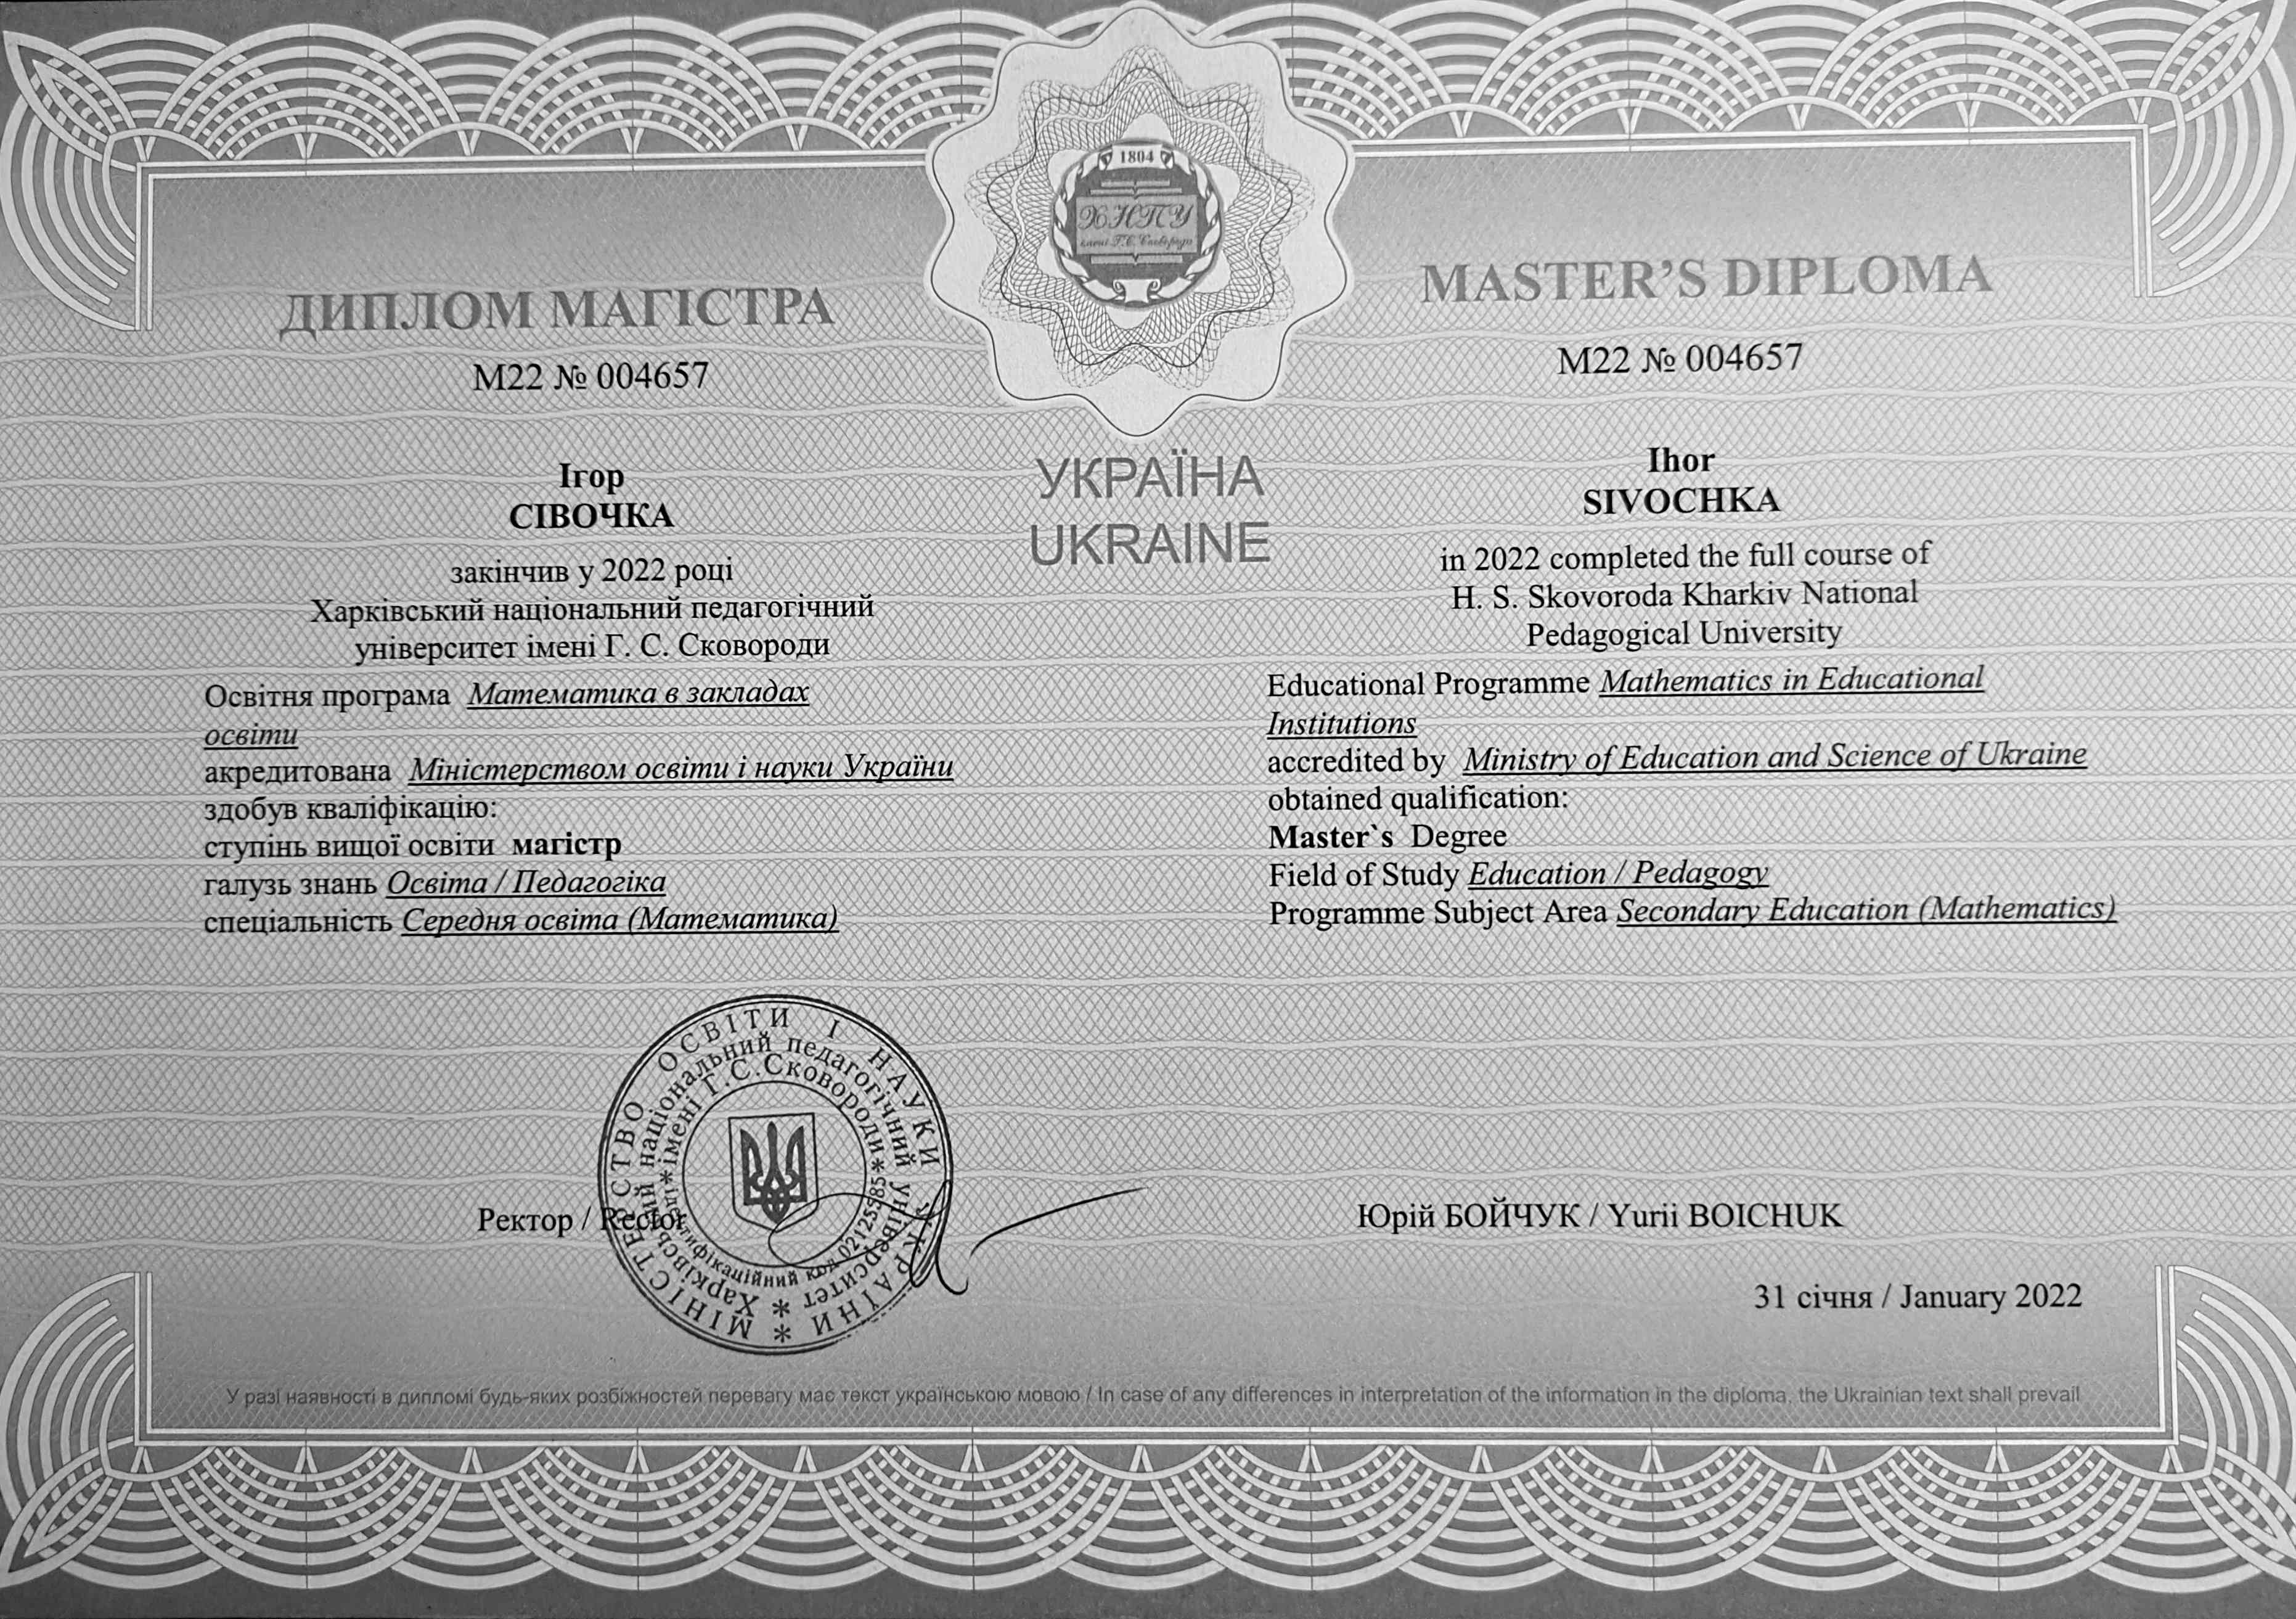 1804
ХНПУ
імені Г.С. Сковороди
ДИПЛОМ МАГІСТРА
М22 № 004657
Ігор
СІВОЧКА
закінчив у 2022 році
Харківський національний педагогічний
університет імені Г. С. Сковороди
Освітня програма Математика в закладах
освіти
акредитована Міністерством освіти і науки України
здобув кваліфікацію:
ступінь вищої освіти магістр
галузь знань Освіта / Педагогіка
спеціальність Середня освіта (Математика)
УКРАЇНА
UKRAINE
MASTER’S DIPLOMA
M22 № 004657
Ihor
SIVOCHKA
in 2022 completed the full course of
H. S. Skovoroda Kharkiv National
Pedagogical University
Educational Programme Mathematics in Educational
Institutions
accredited by Ministry of Education and Science of Ukraine
obtained qualification:
Master`s Degree
Field of Study Education / Pedagogy
Programme Subject Area Secondary Education (Mathematics)
МІНІСТЕРСТВО ОСВІТИ І НАУКИ УКРАЇНИ *
Харківський національний педагогічний університет *
*імені Г.С.Сковороди*
ідентифікаційний код 02125585
Ректор / Rector
Юрій БОЙЧУК / Yurii BOICHUK
31 січня / January 2022
У разі наявності в дипломі будь-яких розбіжностей перевагу має текст українською мовою / In case of any differences in interpretation of the information in the diploma, the Ukrainian text shall prevail